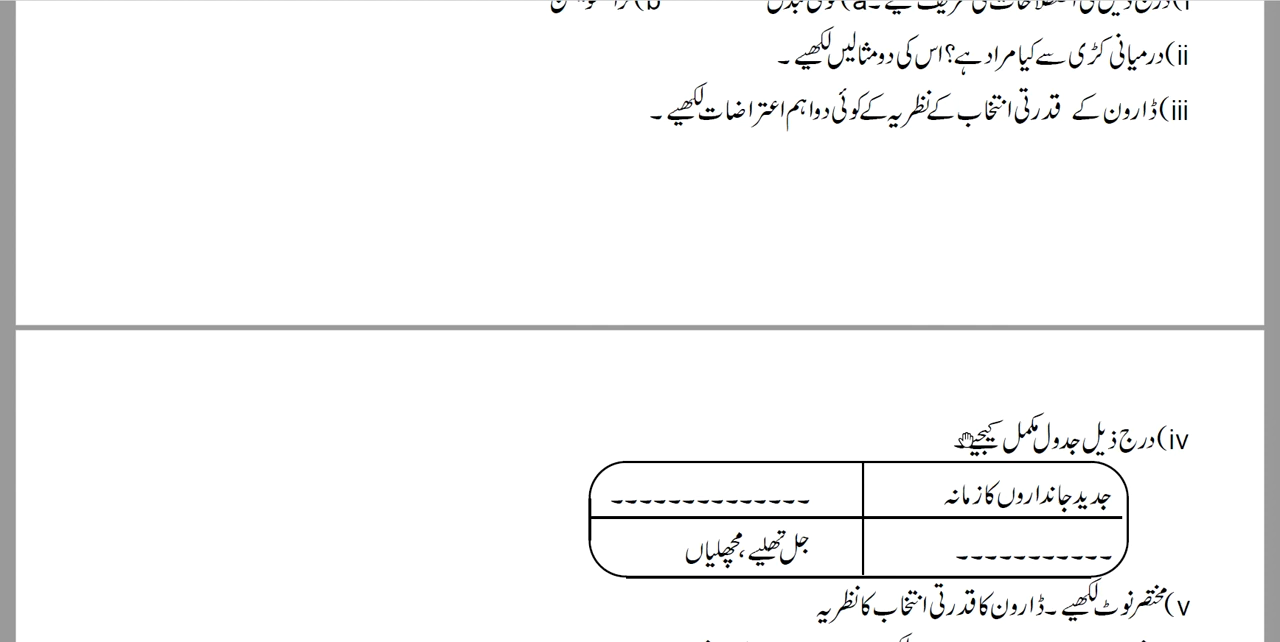 ii)درمیانی کڑی سے کیا مراد ہے؟ اس کی دو مثالیں لکھیے ۔
iii)ڈارون کے قدرتی انتخاب کے نظریہ کے کوئی دو اہم اعتراضات لکھیے ۔
iv)درج ذیل جدول مکمل کیجیے
جدید جانداروں کا زمانہ ۔۔۔۔۔۔۔۔۔۔۔۔۔۔
۔۔۔۔۔۔۔۔۔۔۔ جل تھلیے ، مچھلیاں
v)مختصر نوٹ لکھیے ۔ ڈارون کا قدرتی انتخاب کا نظریہ